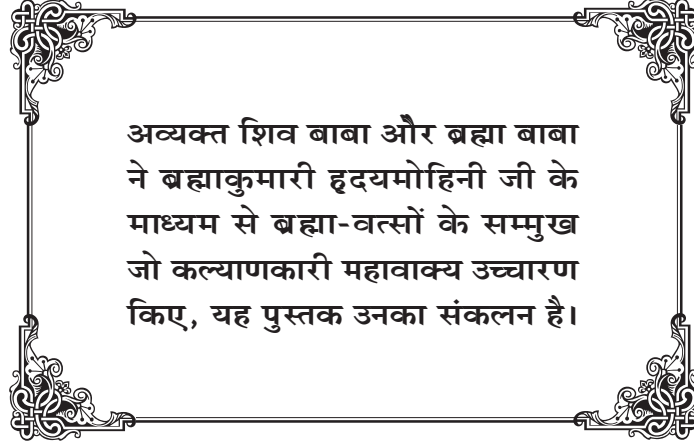 अव्यक्त शिव बाबा और ब्रह्मा बाबा
ने ब्रह्माकुमारी हृदयमोहिनी जी के
माध्यम से ब्रह्मा-वत्सों के सम्मुख
जो कल्याणकारी महावाक्य उच्चारण
किए, यह पुस्तक उनका संकलन है।